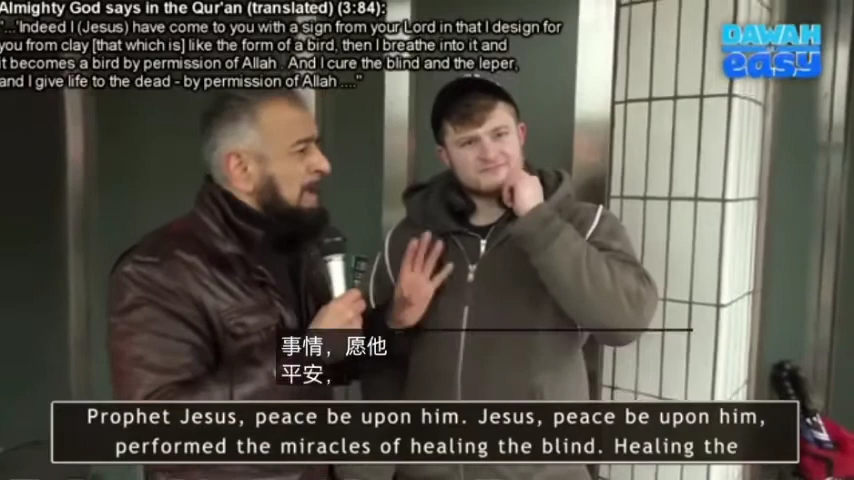 Almighty God says in the Qur'an (translated) (3:84):
"...'Indeed I (Jesus) have come to you with a sign from your Lord in that I design for
you from clay [that which is] like the form of a bird, then I breathe into it and
it becomes a bird by permission of Allah . And I cure the blind and the leper,
and I give life to the dead - by permission of Allah ...."
DAWAH
easy
事情，愿他
平安，
Prophet Jesus, peace be upon him. Jesus, peace be upon him,
performed the miracles of healing the blind. Healing the